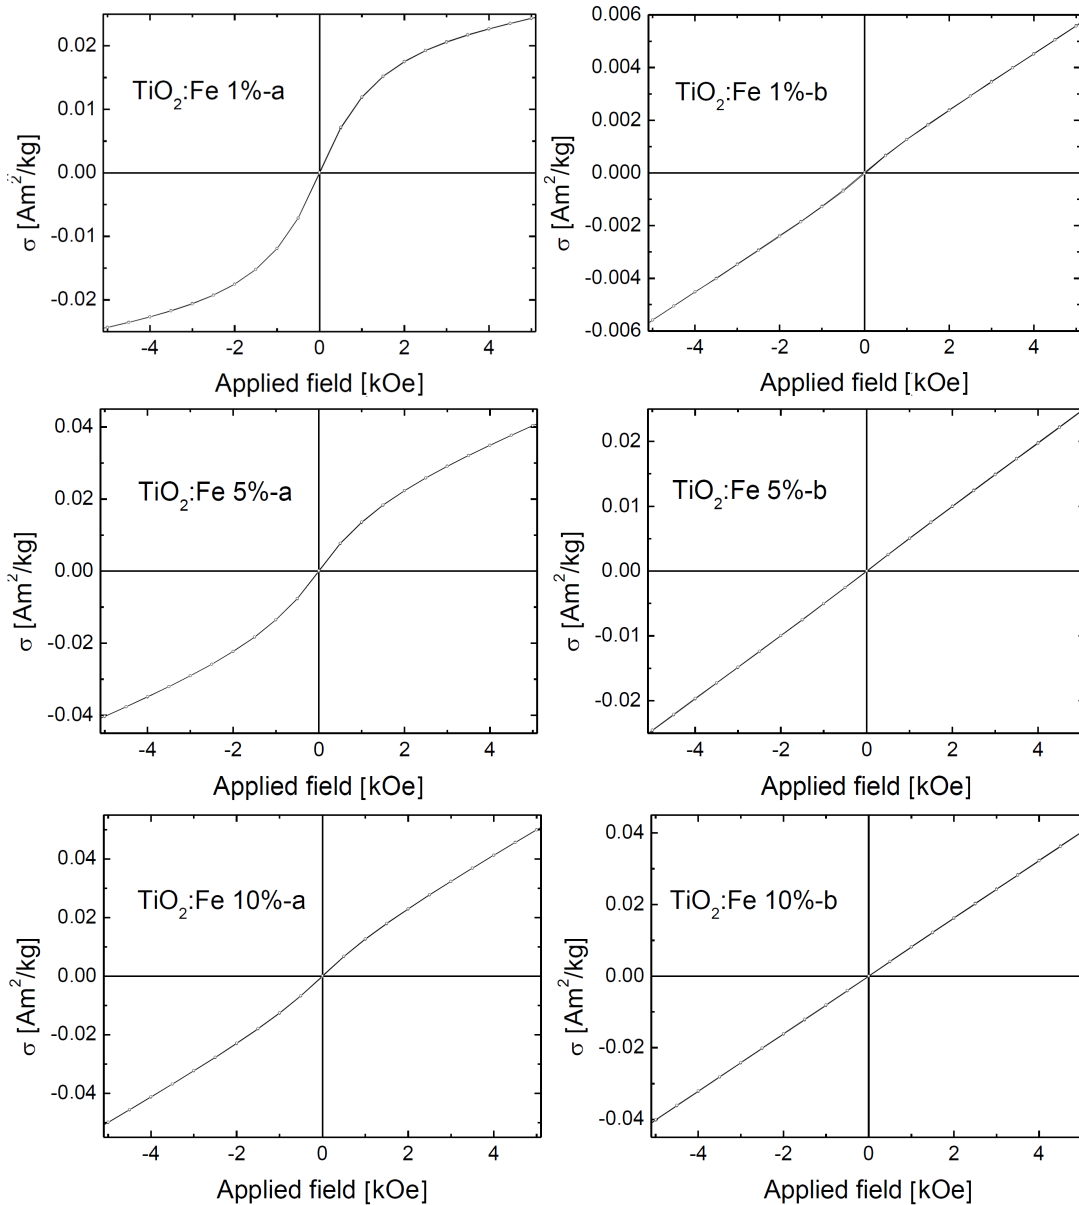 TiO2:Fe 1%-a
σ [Am2/kg]
0.02
0.01
0.00
-0.01
-0.02
-4 -2 0 2 4
Applied field [kOe]
TiO2:Fe 1%-b
σ [Am2/kg]
0.006
0.004
0.002
0.000
-0.002
-0.004
-0.006
-4 -2 0 2 4
Applied field [kOe]
TiO2:Fe 5%-a
σ [Am2/kg]
0.04
0.02
0.00
-0.02
-0.04
-4 -2 0 2 4
Applied field [kOe]
TiO2:Fe 5%-b
σ [Am2/kg]
0.02
0.01
0.00
-0.01
-0.02
-4 -2 0 2 4
Applied field [kOe]
TiO2:Fe 10%-a
σ [Am2/kg]
0.04
0.02
0.00
-0.02
-0.04
-4 -2 0 2 4
Applied field [kOe]
TiO2:Fe 10%-b
σ [Am2/kg]
0.04
0.02
0.00
-0.02
-0.04
-4 -2 0 2 4
Applied field [kOe]